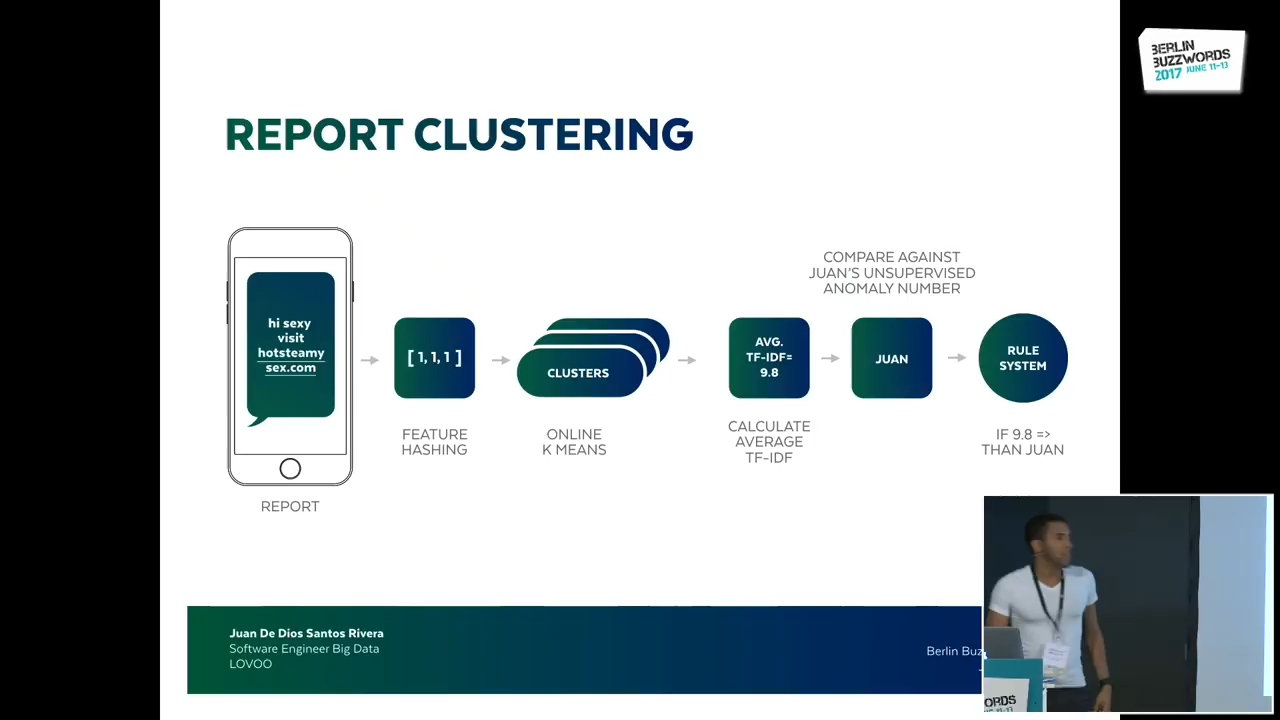 BERLIN
BUZZWORDS
2017 JUNE 11-13
REPORT CLUSTERING
COMPARE AGAINST
JUAN'S UNSUPERVISED
ANOMALY NUMBER
hi sexy
visit
hotsteamy
sex.com
[ 1, 1, 1 ]
CLUSTERS
AVG.
TF-IDF=
9.8
JUAN
RULE
SYSTEM
FEATURE
HASHING
ONLINE
K MEANS
CALCULATE
AVERAGE
TF-IDF
IF 9.8 =>
THAN JUAN
REPORT
Juan De Dios Santos Rivera
Software Engineer Big Data
LOVOO
Berlin Buz